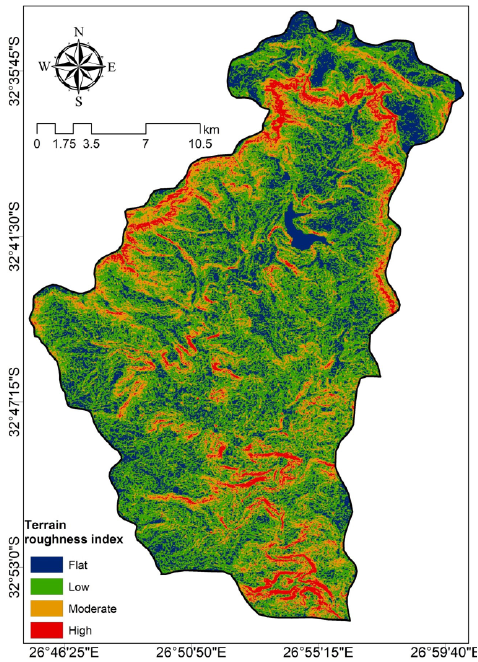 N
W E
S
km
0 1.75 3.5 7 10.5
32°35'45"S
32°41'30"S
32°47'15"S
32°53'0"S
Terrain
roughness index
Flat
Low
Moderate
High
26°46'25"E 26°50'50"E 26°55'15"E 26°59'40"E